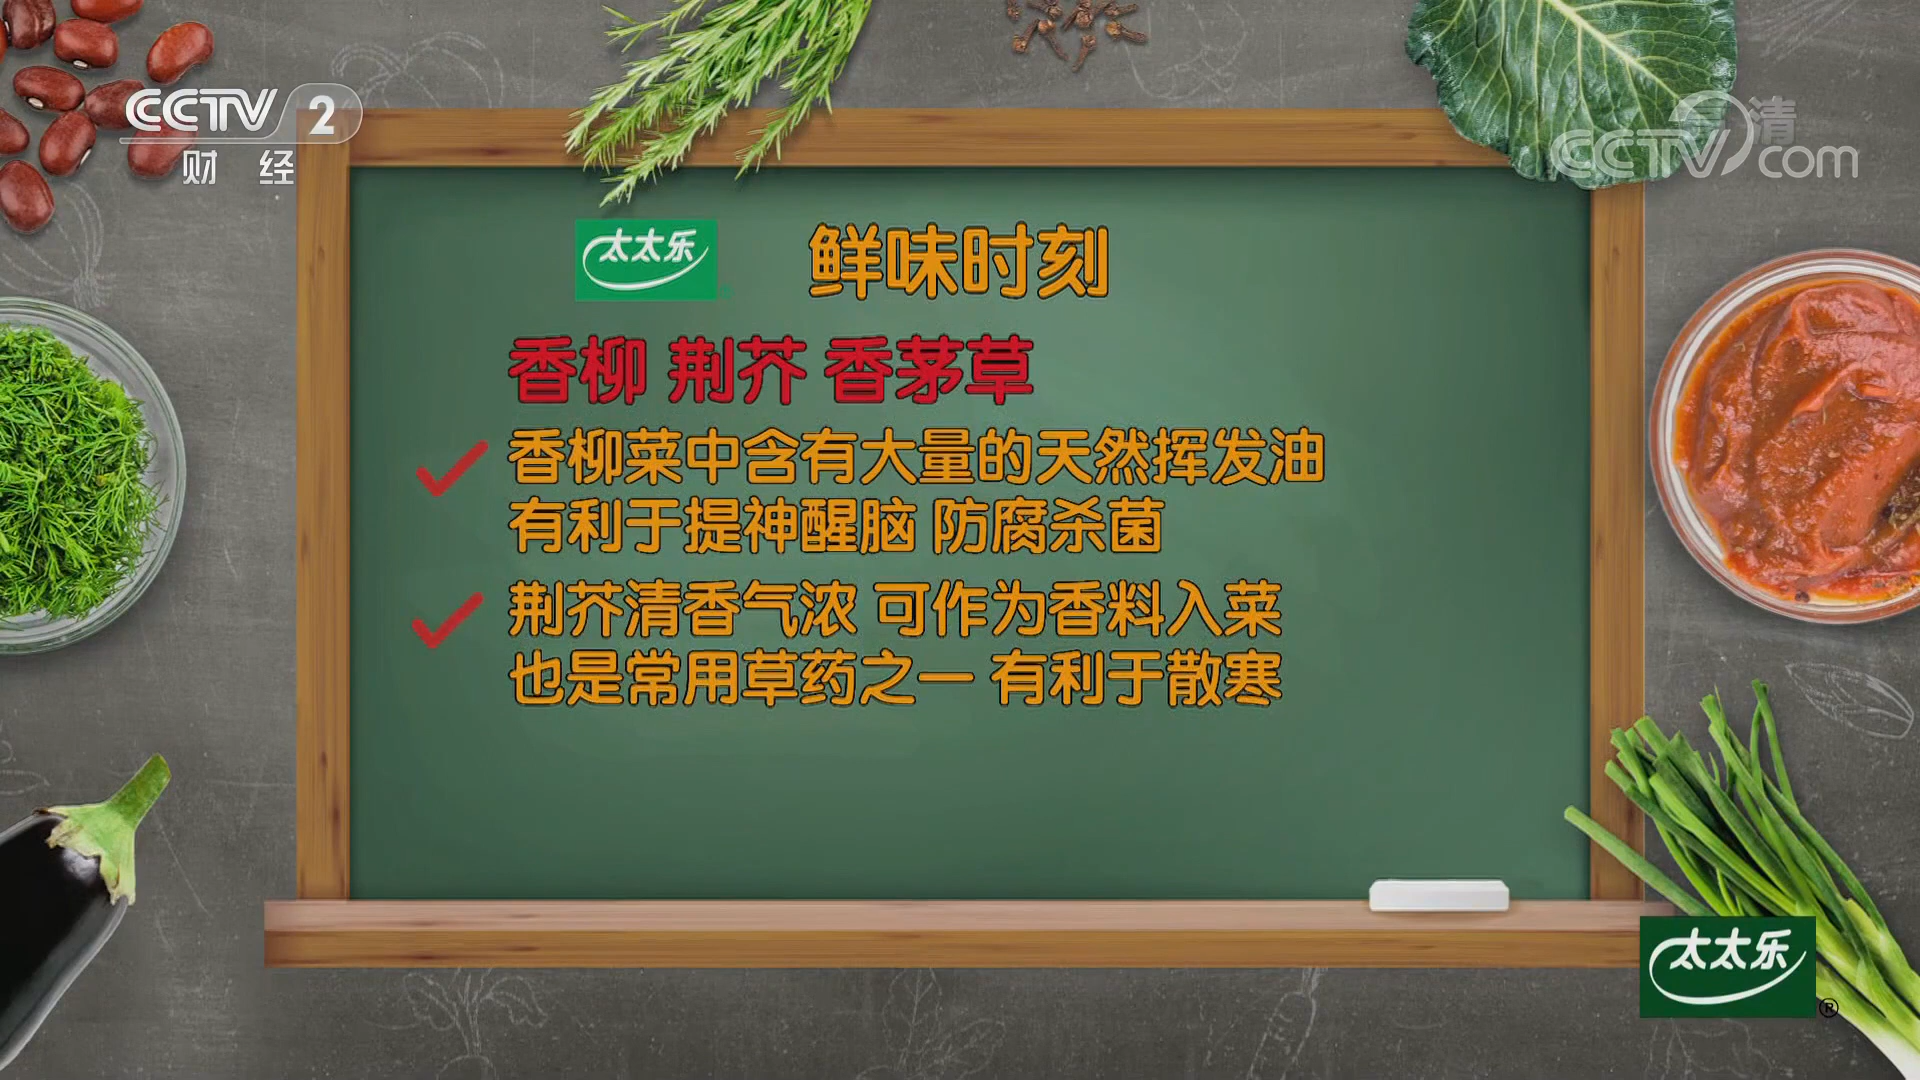 CCTV 2
财 经
高清
CCTV.com
太太乐 鲜味时刻
香柳 荆芥 香茅草
香柳菜中含有大量的天然挥发油
有利于提神醒脑 防腐杀菌
荆芥清香气浓 可作为香料入菜
也是常用草药之一 有利于散寒
太太乐®